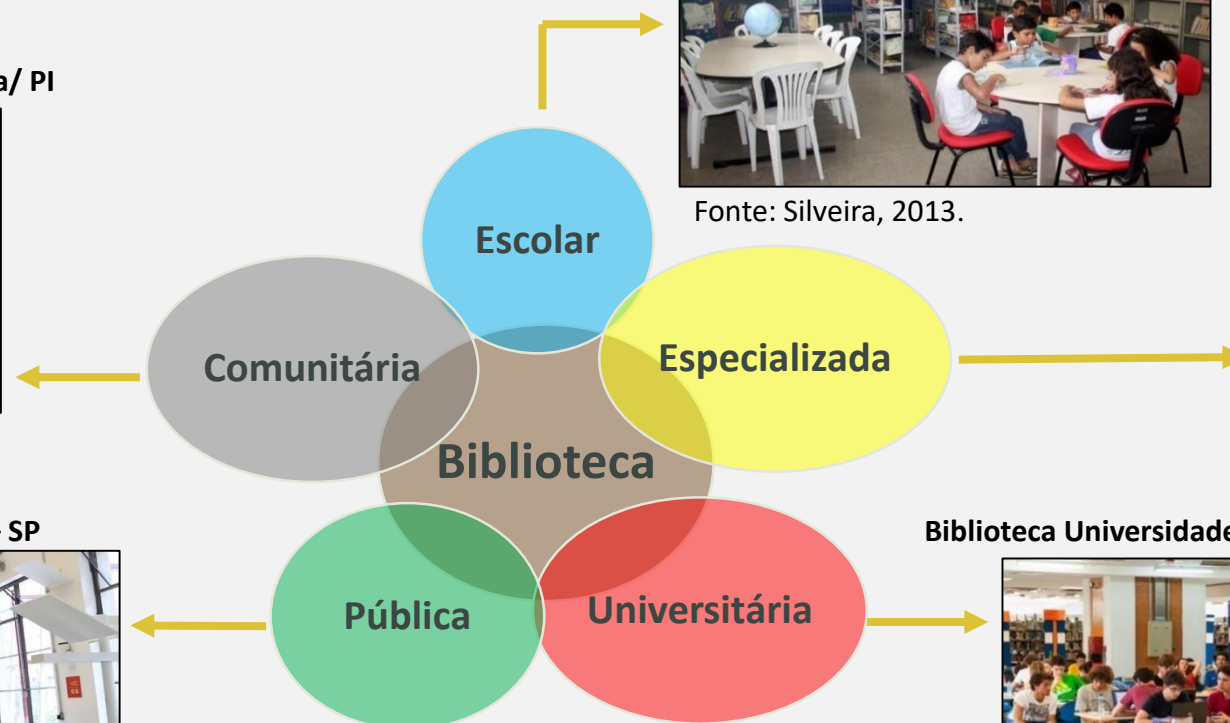 a/ PI
Fonte: Silveira, 2013.
Escolar
Comunitária
Especializada
Biblioteca
- SP
Biblioteca Universidade
Pública
Universitária